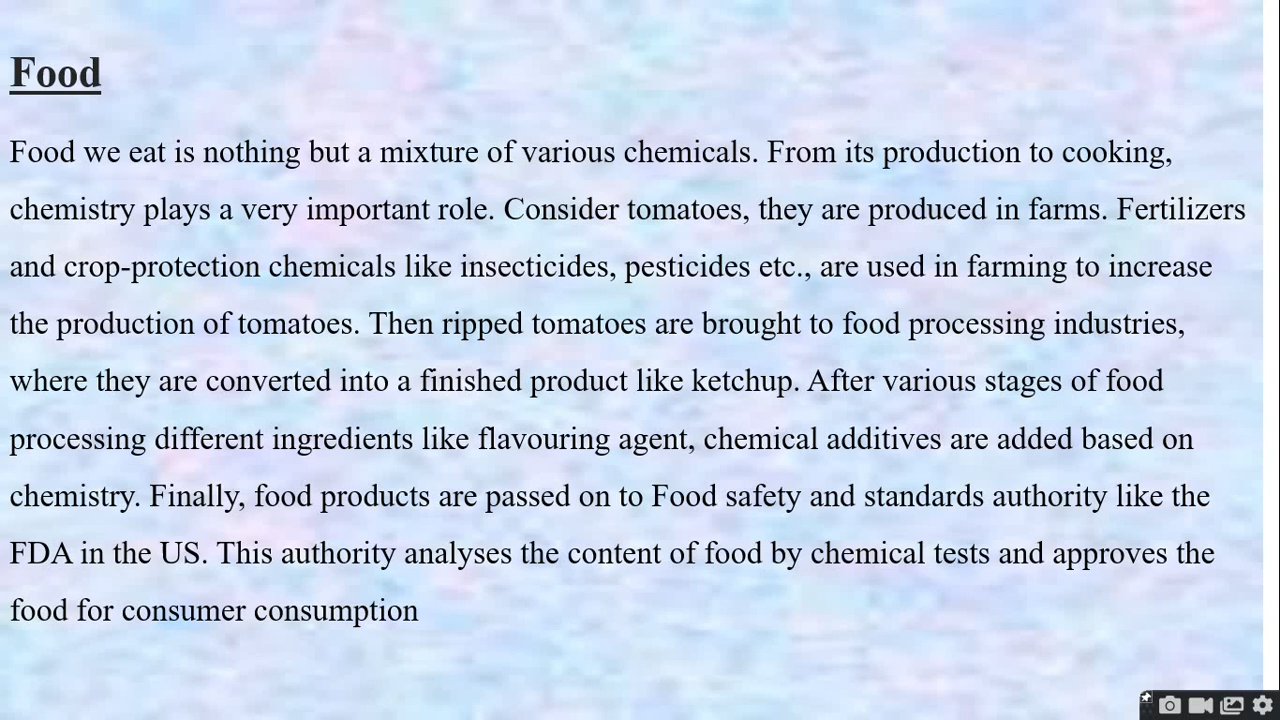 Food
Food we eat is nothing but a mixture of various chemicals. From its production to cooking,
chemistry plays a very important role. Consider tomatoes, they are produced in farms. Fertilizers
and crop-protection chemicals like insecticides, pesticides etc., are used in farming to increase
the production of tomatoes. Then ripped tomatoes are brought to food processing industries,
where they are converted into a finished product like ketchup. After various stages of food
processing different ingredients like flavouring agent, chemical additives are added based on
chemistry. Finally, food products are passed on to Food safety and standards authority like the
FDA in the US. This authority analyses the content of food by chemical tests and approves the
food for consumer consumption